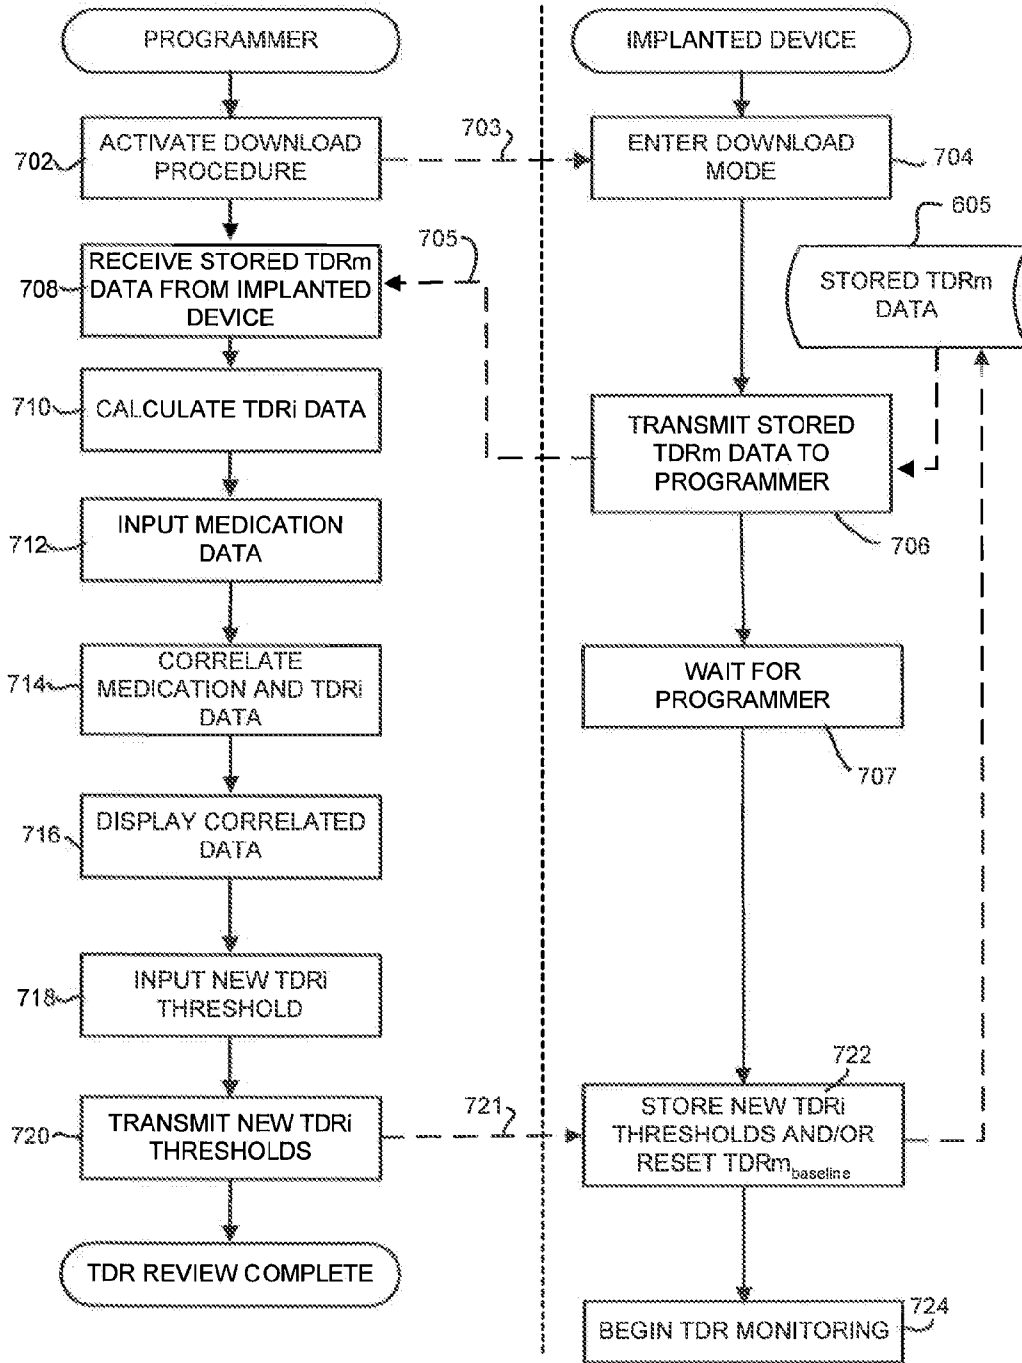 PROGRAMMER
IMPLANTED DEVICE
702
ACTIVATE DOWNLOAD
PROCEDURE
703
ENTER DOWNLOAD
MODE
704
605
STORED TDRm
DATA
705
708
RECEIVE STORED TDRm
DATA FROM IMPLANTED
DEVICE
710
CALCULATE TDRi DATA
TRANSMIT STORED
TDRm DATA TO
PROGRAMMER
706
712
INPUT MEDICATION
DATA
714
CORRELATE
MEDICATION AND TDRi
DATA
WAIT FOR
PROGRAMMER
707
716
DISPLAY CORRELATED
DATA
718
INPUT NEW TDRi
THRESHOLD
720
TRANSMIT NEW TDRi
THRESHOLDS
721
722
STORE NEW TDRi
THRESHOLDS AND/OR
RESET TDRm baseline
TDR REVIEW COMPLETE
BEGIN TDR MONITORING
724